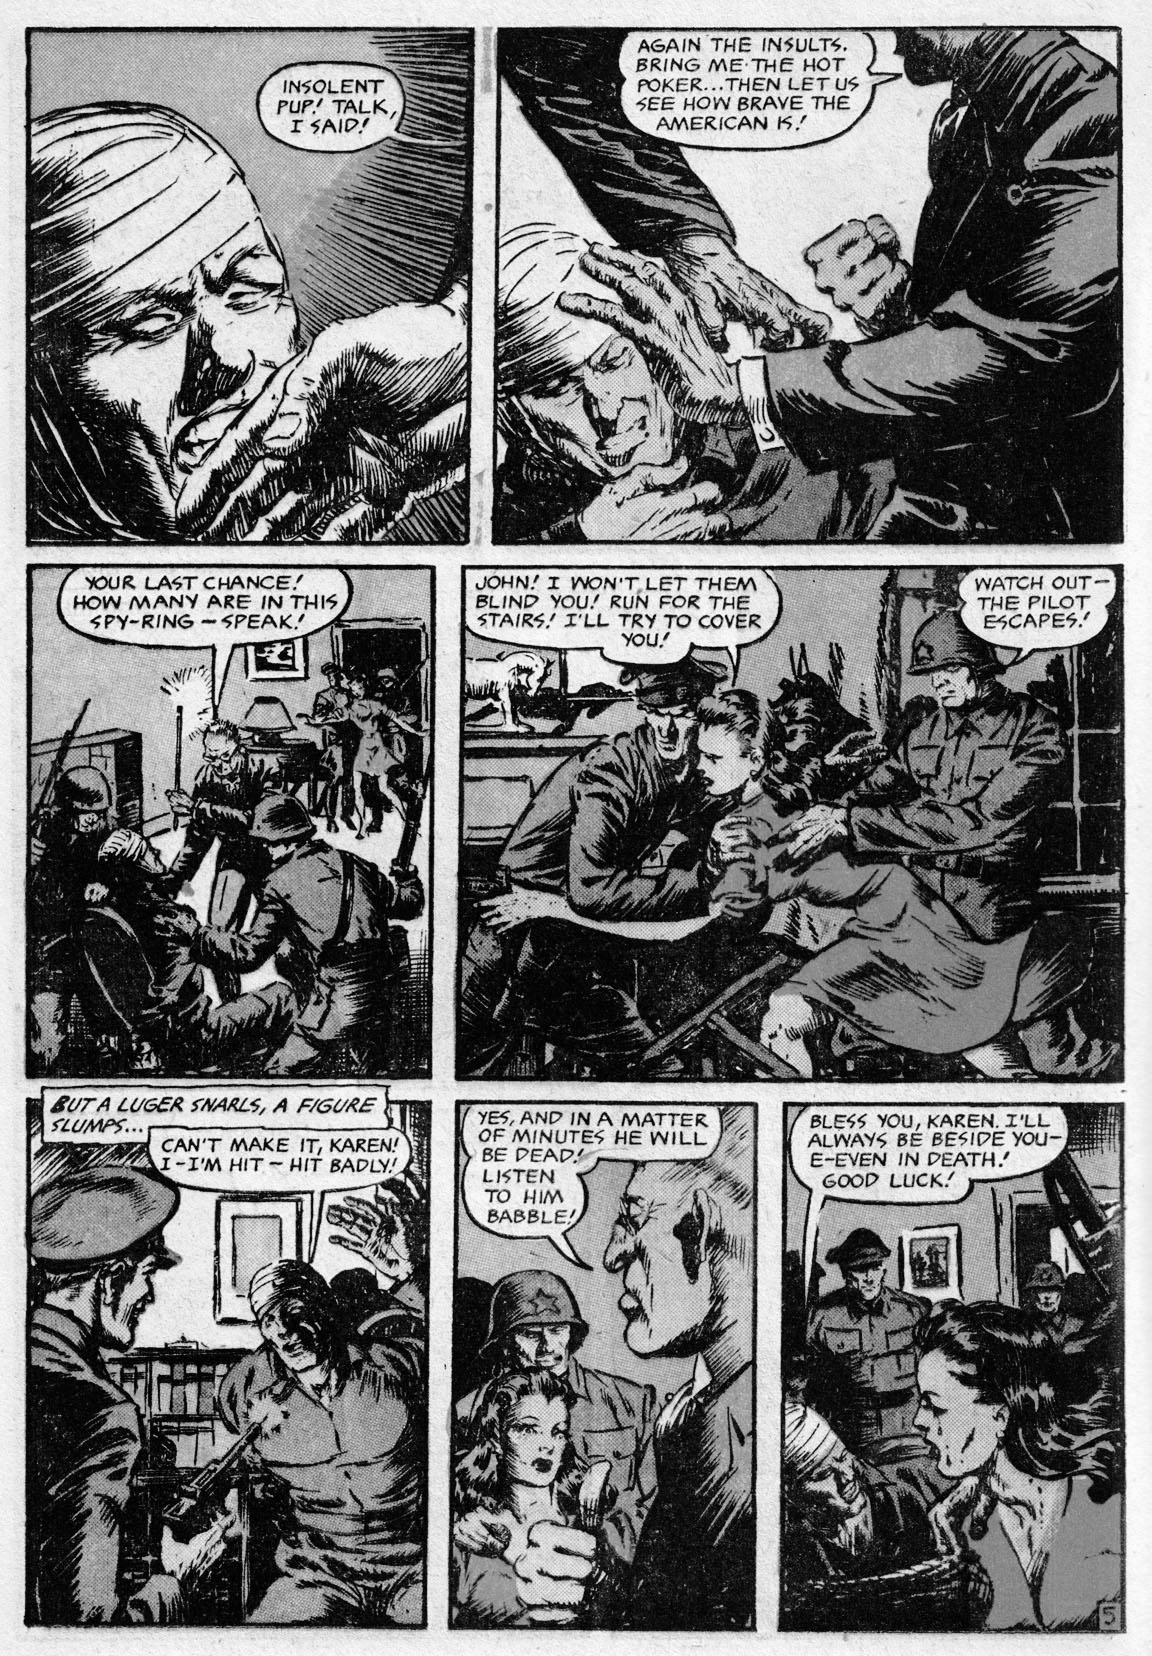 INSOLENT
PUP! TALK,
I SAID!
AGAIN THE INSULTS.
BRING ME THE HOT
POKER...THEN LET US
SEE HOW BRAVE THE
AMERICAN IS!
YOUR LAST CHANCE!
HOW MANY ARE IN THIS
SPY-RING — SPEAK!
JOHN! I WON'T LET THEM
BLIND YOU! RUN FOR THE
STAIRS! I'LL TRY TO COVER
YOU!
WATCH OUT—
THE PILOT
ESCAPES!
BUT A LUGER SNARLS, A FIGURE
SLUMPS...
CAN'T MAKE IT, KAREN!
I-I'M HIT — HIT BADLY!
YES, AND IN A MATTER
OF MINUTES HE WILL
BE DEAD!
LISTEN
TO HIM
BABBLE!
BLESS YOU, KAREN. I'LL
ALWAYS BE BESIDE YOU—
E-EVEN IN DEATH!
GOOD LUCK!
5